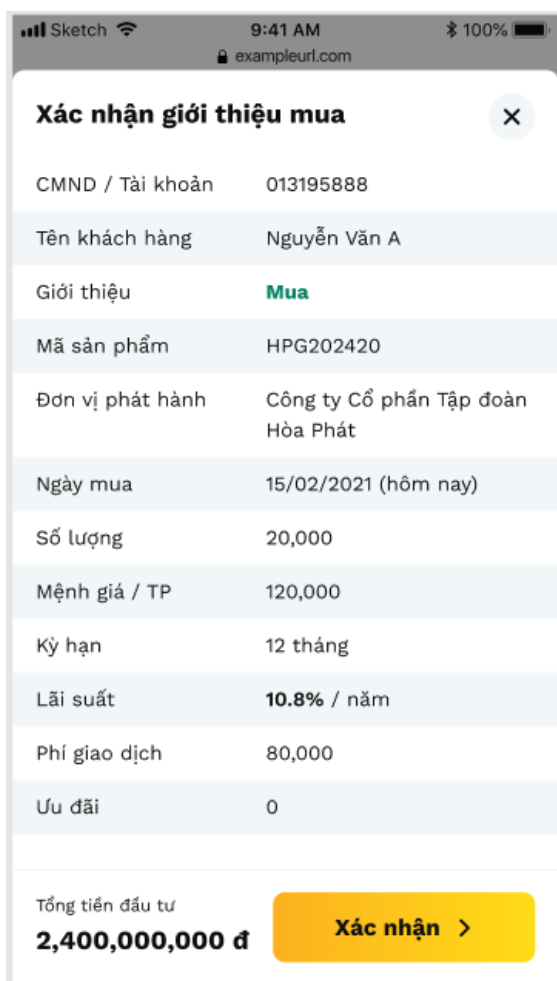 Sketch 9:41 AM 100%
exampleurl.com
Xác nhận giới thiệu mua
CMND / Tài khoản 013195888
Tên khách hàng Nguyễn Văn A
Giới thiệu Mua
Mã sản phẩm HPG202420
Đơn vị phát hành Công ty Cổ phần Tập đoàn
Hòa Phát
Ngày mua 15/02/2021 (hôm nay)
Số lượng 20,000
Mệnh giá / TP 120,000
Kỳ hạn 12 tháng
Lãi suất 10.8% / năm
Phí giao dịch 80,000
Ưu đãi 0
Tổng tiền đầu tư
2,400,000,000 đ
Xác nhận